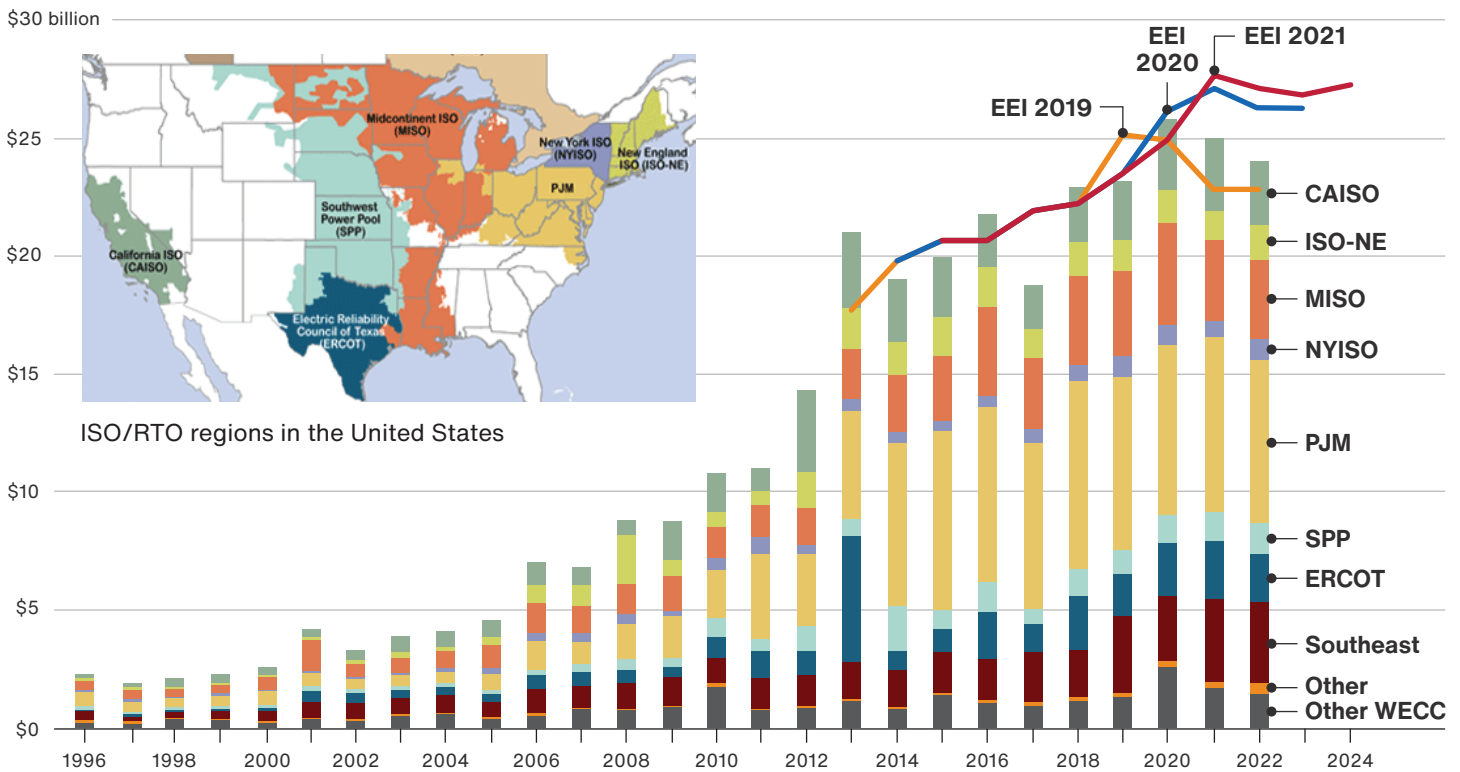 $30 billion
$25
$20
$15
$10
$5
$0
Midcontinent ISO
(MISO)
New York ISO
(NYISO)
New England
ISO (ISO-NE)
PJM
Southwest
Power Pool
(SPP)
California ISO
(CAISO)
Electric Reliability
Council of Texas
(ERCOT)
ISO/RTO regions in the United States
EEI 2019
EEI
2020
EEI 2021
CAISO
ISO-NE
MISO
NYISO
PJM
SPP
ERCOT
Southeast
Other
Other WECC
1996 1998 2000 2002 2004 2006 2008 2010 2012 2014 2016 2018 2020 2022 2024